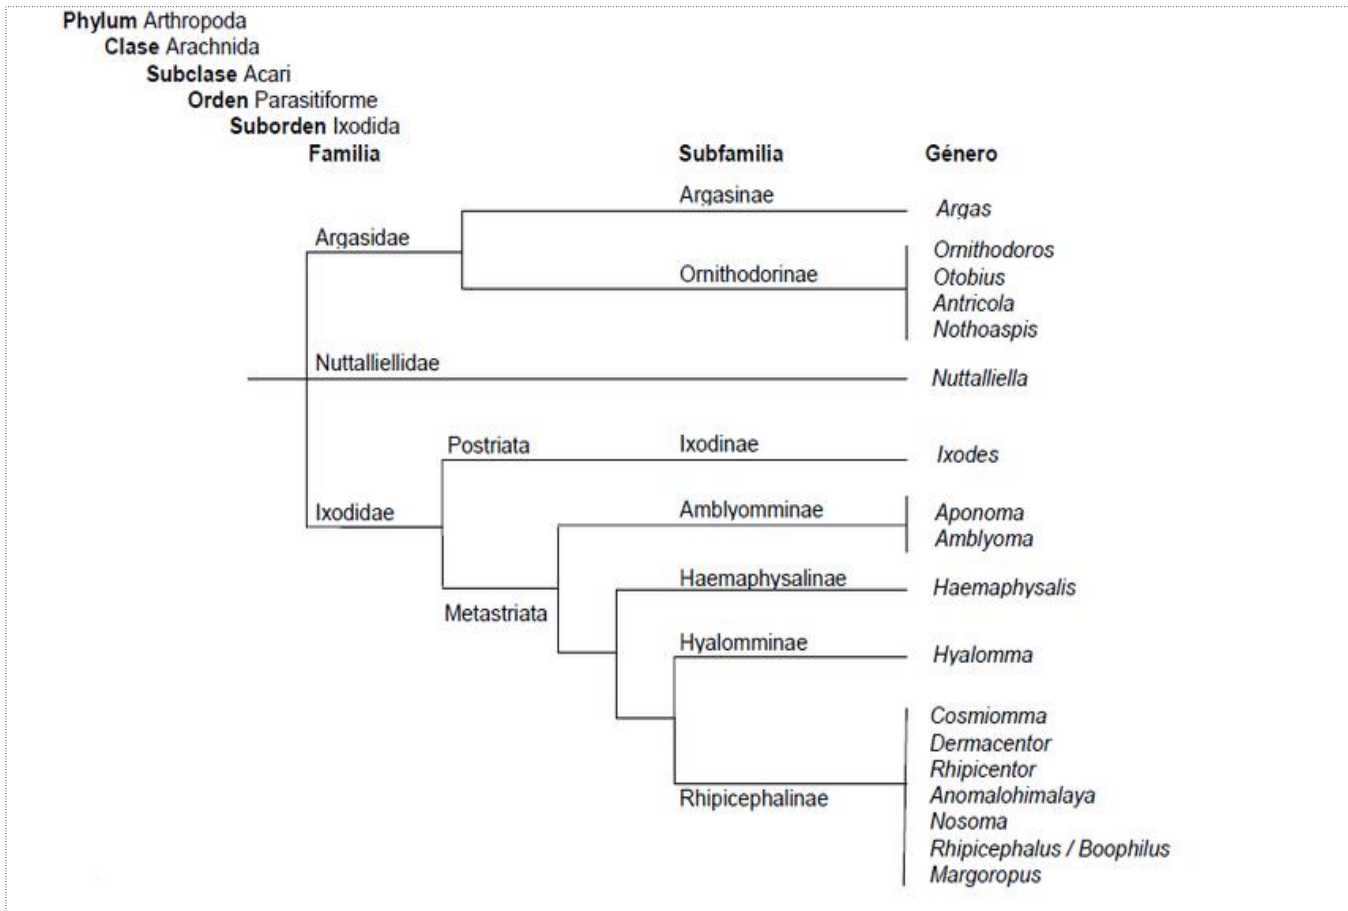 Phylum Arthropoda
Clase Arachnida
Subclase Acari
Orden Parasitiforme
Suborden Ixodida
Familia Subfamilia Género
Argasinae
Argas
Argasidae
Ornithodoros
Ornithodorinae
Otobius
Antricola
Nothoaspis
Nuttalliellidae
Nuttalliella
Postriata
Ixodinae
Ixodes
Ixodidae
Amblyomminae
Aponoma
Amblyoma
Haemaphysalinae
Haemaphysalis
Metastriata
Hyalomminae
Hyalomma
Cosmiomma
Dermacentor
Rhipicentor
Rhipicephalinae
Anomalohimalaya
Nosoma
Rhipicephalus / Boophilus
Margoropus